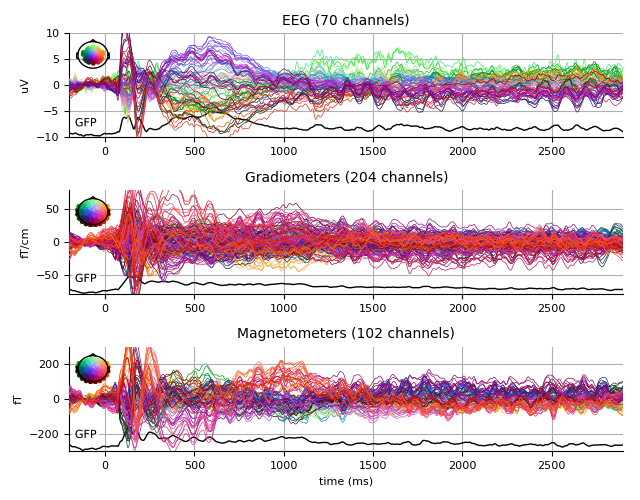 EEG (70 channels)
10
5
0
−5
−10
uV
GFP
0 500 1000 1500 2000 2500
Gradiometers (204 channels)
50
0
−50
fT/cm
GFP
0 500 1000 1500 2000 2500
Magnetometers (102 channels)
200
0
−200
fT
GFP
0 500 1000 1500 2000 2500
time (ms)